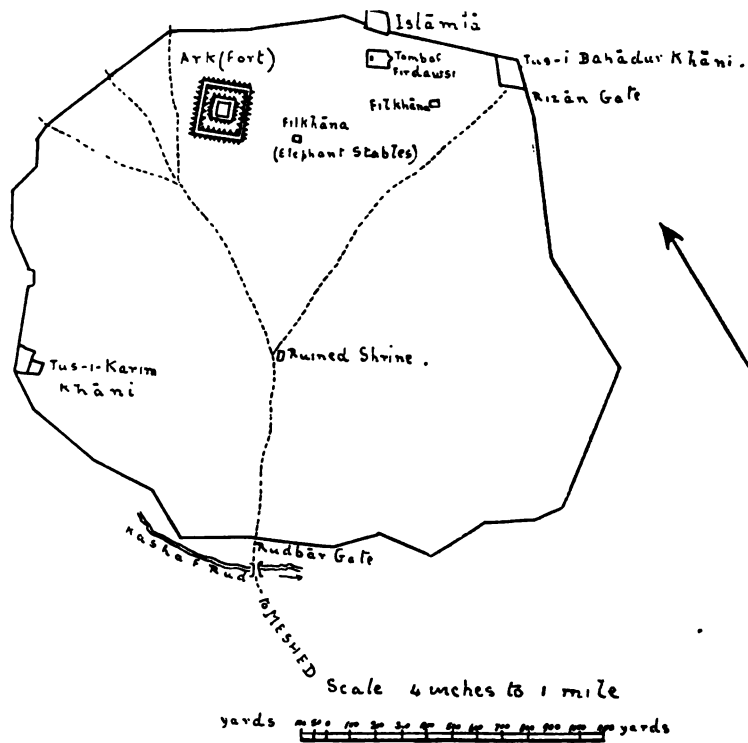 Islāmiā
Ark (Fort)
Tomb of
Firdawsi
Tus-i Bahādur Khāni.
Filkhāna
Rizān Gate
Filkhāna
(Elephant Stables)
Ruined Shrine.
Tus-i-Karim
Khāni
Kashaf Rud
Rudbār Gate
to MESHED
Scale 4 inches to 1 mile
yards
yards